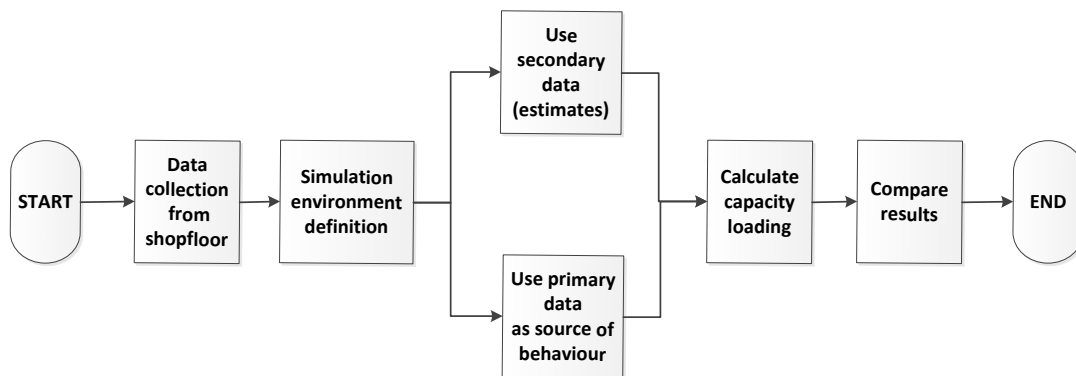 START
Data
collection
from
shopfloor
Simulation
environment
definition
Use
secondary
data
(estimates)
Use primary
data
as source of
behaviour
Calculate
capacity
loading
Compare
results
END